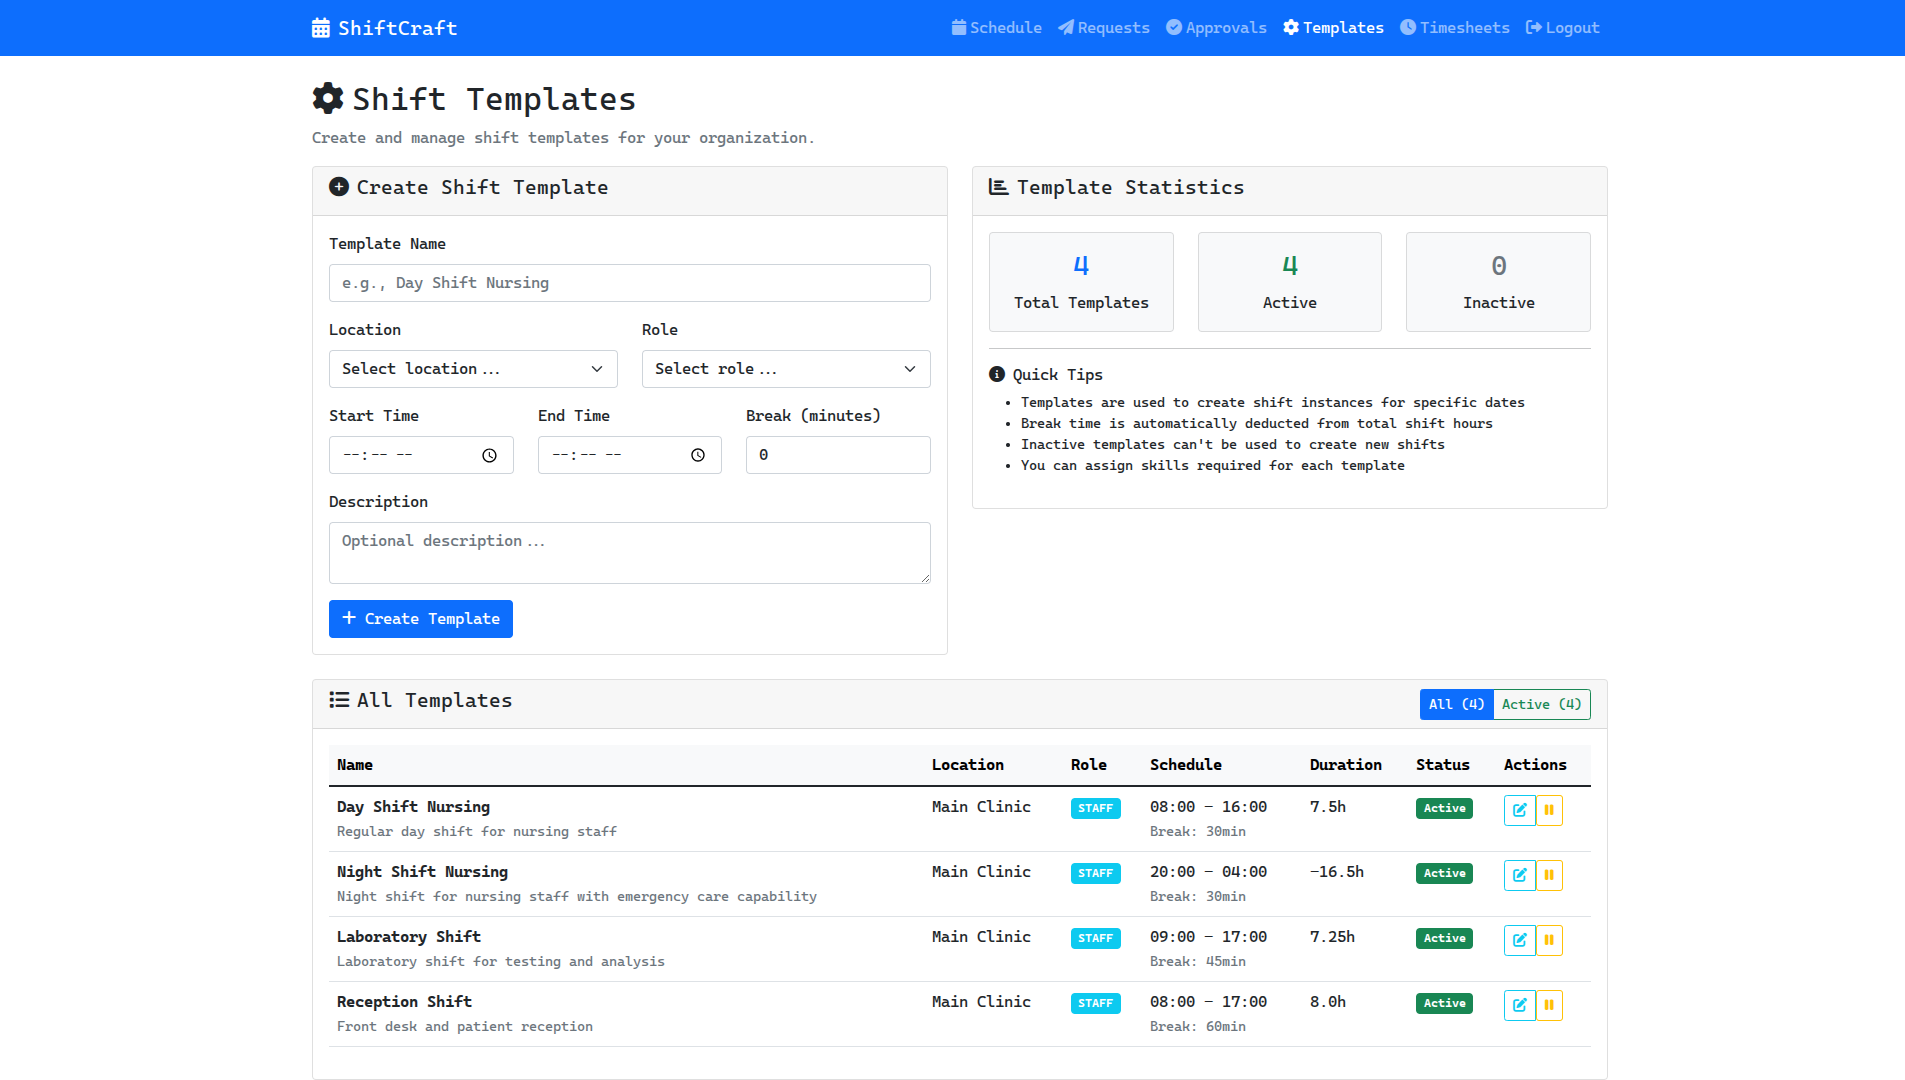 ShiftCraft
Schedule Requests Approvals Templates Timesheets Logout
Shift Templates
Create and manage shift templates for your organization.
Create Shift Template
Template Name
e.g., Day Shift Nursing
Location Role
Select location... Select role...
Start Time End Time Break (minutes)
--:-- -- --:-- -- 0
Description
Optional description...
+ Create Template
Template Statistics
4 4 0
Total Templates Active Inactive
Quick Tips
• Templates are used to create shift instances for specific dates
• Break time is automatically deducted from total shift hours
• Inactive templates can't be used to create new shifts
• You can assign skills required for each template
All Templates All (4) Active (4)
Name Location Role Schedule Duration Status Actions
Day Shift Nursing Main Clinic STAFF 08:00 - 16:00 7.5h Active
Regular day shift for nursing staff Break: 30min
Night Shift Nursing Main Clinic STAFF 20:00 - 04:00 -16.5h Active
Night shift for nursing staff with emergency care capability Break: 30min
Laboratory Shift Main Clinic STAFF 09:00 - 17:00 7.25h Active
Laboratory shift for testing and analysis Break: 45min
Reception Shift Main Clinic STAFF 08:00 - 17:00 8.0h Active
Front desk and patient reception Break: 60min